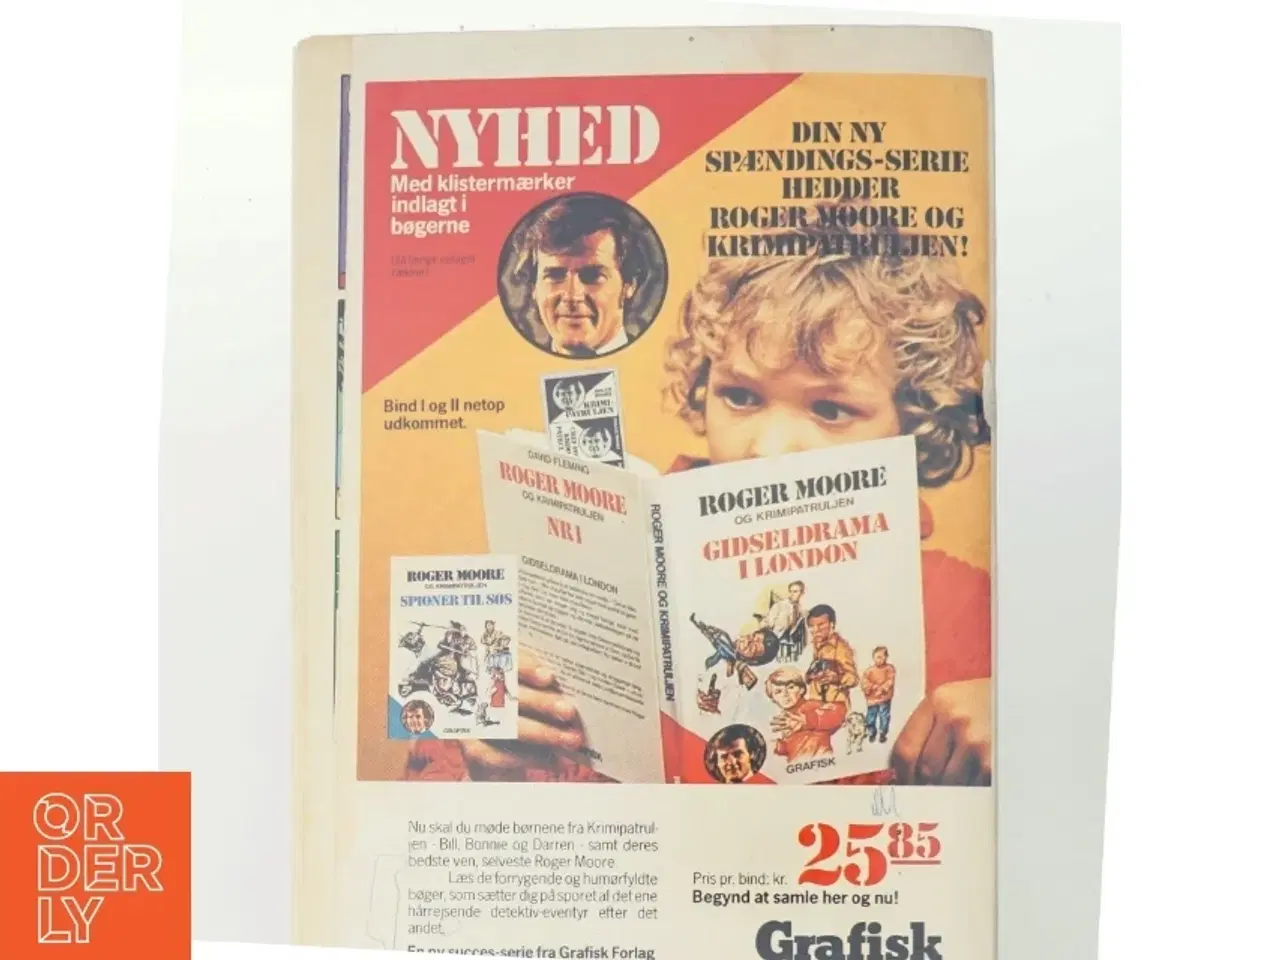 NYHED
Med klistermærker
indlagt i
bøgerne
DIN NY
SPÆNDINGS-SERIE
HEDDER
ROGER MOORE OG
KRIMIPATRULJEN!
Bind I og II netop
udkommet.
KRIMI-
PATRULJEN
DAVID FLEMING
ROGER MOORE
OG KRIMIPATRULJEN
NR 1
GIDSELDRAMA I LONDON
ROGER MOORE OG KRIMIPATRULJEN
ROGER MOORE
OG KRIMIPATRULJEN
GIDSELDRAMA
I LONDON
GRAFISK
ROGER MOORE
OG KRIMIPATRULJEN
SPIONER TIL SØS
GRAFISK
Nu skal du møde børnene fra Krimipatrul-
jen - Bill, Bonnie og Darren - samt deres
bedste ven, selveste Roger Moore.
Læs de forrygende og humørfyldte
bøger, som sætter dig på sporet af det ene
hårrejsende detektiv-eventyr efter det
andet.
En ny succes-serie fra Grafisk Forlag
Pris pr. bind: kr. 25 85
Begynd at samle her og nu!
Grafisk
ORDERLY